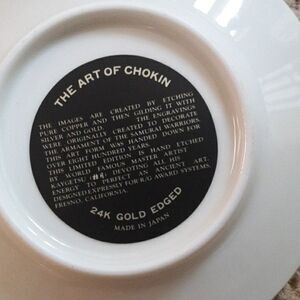 THE ART OF CHOKIN
THE IMAGES ARE CREATED BY ETCHING
PURE COPPER AND THEN GILDING IT WITH
SILVER AND GOLD. THE ENGRAVINGS
WERE ORIGINALLY CREATED TO DECORATE
THE ARMAMENT OF THE SAMURAI WARRIORS.
THIS ART FORM WAS HANDED DOWN FOR
OVER EIGHT HUNDRED YEARS.
THIS LIMITED EDITION IS HAND ETCHED
BY WORLD FAMOUS MASTER ARTIST
KAYGETSU DEVOTING ALL HIS
ENERGY TO PERFECT AN ANCIENT ART.
DESIGNED EXPRESSLY FOR R/G AWARD SYSTEMS,
FRESNO, CALIFORNIA.
24K GOLD EDGED
MADE IN JAPAN